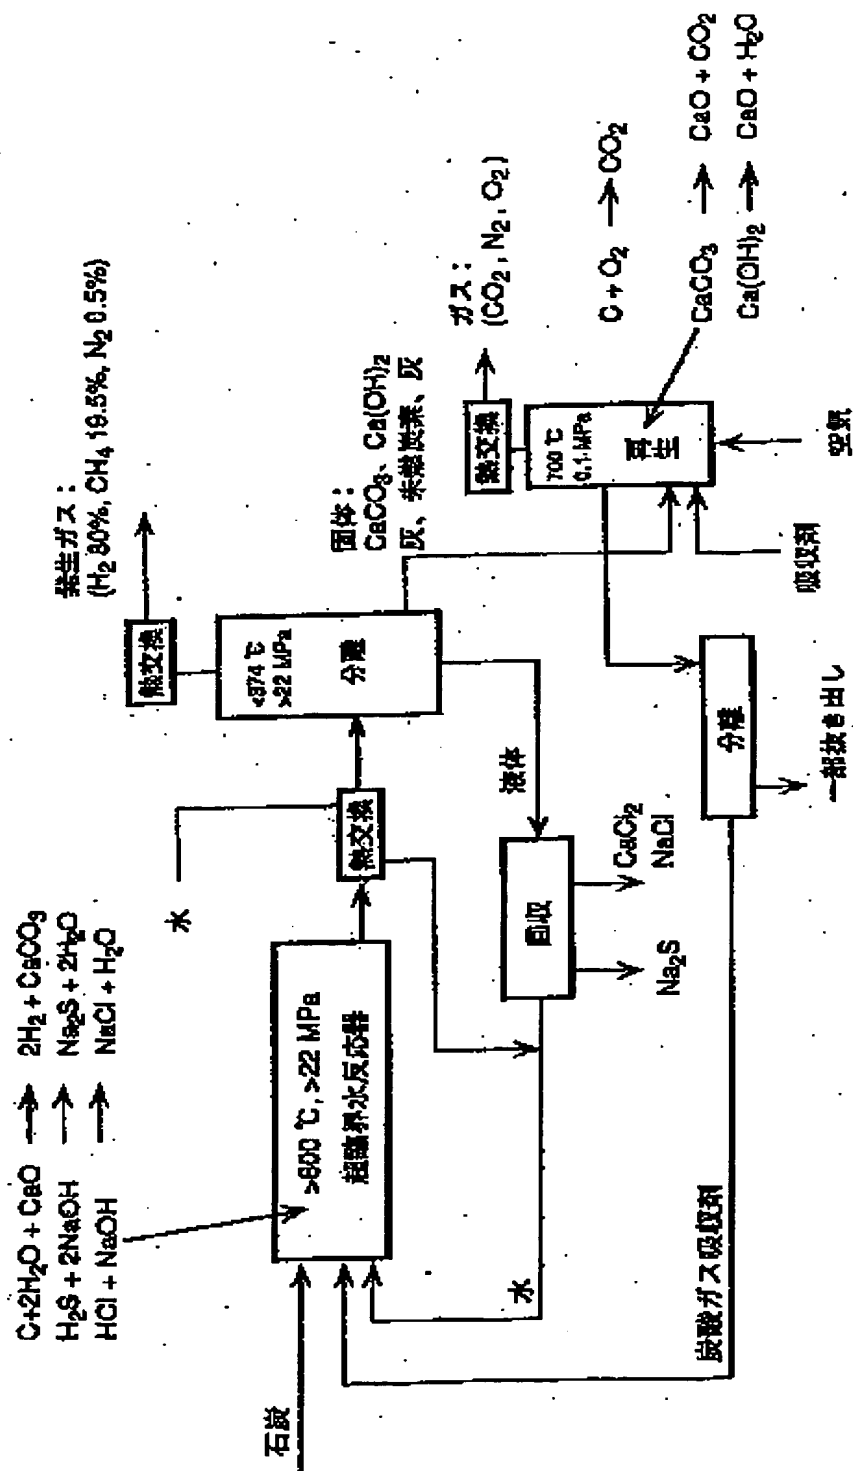 C+2H₂O + CaO → 2H₂ + CaCO₃
H₂S + 2NaOH → Na₂S + 2H₂O
HCl + NaOH → NaCl + H₂O
石炭
>600 ℃, >22 MPa
超臨界水反応器
水
熱交換
<374 ℃
>22 MPa
分離
熱交換
発生ガス：
(H₂ 80%, CH₄ 19.5%, N₂ 0.5%)
固体：
CaCO₃、Ca(OH)₂
灰、未燃炭素、灰
液体
回収
Na₂S
CaCl₂
NaCl
水
熱交換
ガス：
(CO₂, N₂, O₂)
700 ℃
0.1 MPa
再生
空気
吸収剤
C + O₂ → CO₂
CaCO₃ → CaO + CO₂
Ca(OH)₂ → CaO + H₂O
分離
一部抜き出し
炭酸ガス吸収剤